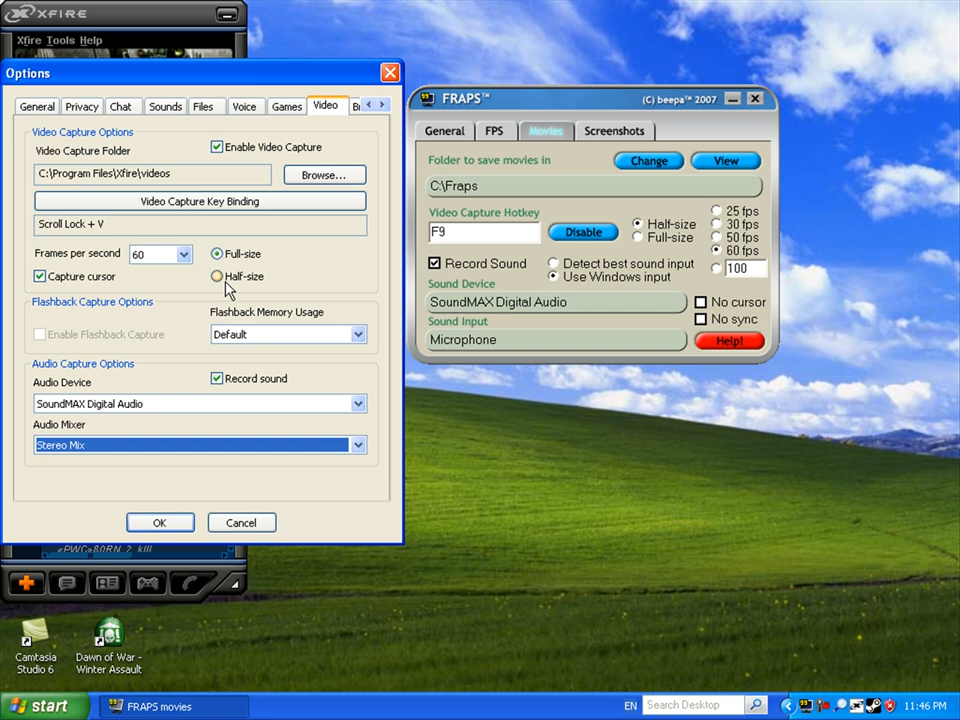 XFIRE
Xfire Tools Help
Options
General Privacy Chat Sounds Files Voice Games Video
Video Capture Options
Video Capture Folder
Enable Video Capture
C:\Program Files\Xfire\videos
Browse...
Video Capture Key Binding
Scroll Lock + V
Frames per second 60
Full-size
Capture cursor
Half-size
Flashback Capture Options
Flashback Memory Usage
Enable Flashback Capture
Default
Audio Capture Options
Audio Device
Record sound
SoundMAX Digital Audio
Audio Mixer
Stereo Mix
OK Cancel
«PWC»ßORN 2 kill
99 FRAPS™ (C) beepa™ 2007
General FPS Movies Screenshots
Folder to save movies in
Change View
C:\Fraps
Video Capture Hotkey
F9
Disable
Half-size
Full-size
25 fps
30 fps
50 fps
60 fps
100
Record Sound
Detect best sound input
Use Windows input
Sound Device
SoundMAX Digital Audio
No cursor
No sync
Sound Input
Microphone
Help!
Camtasia
Studio 6
Dawn of War -
Winter Assault
start
99 FRAPS movies
EN
Search Desktop
99
11:46 PM